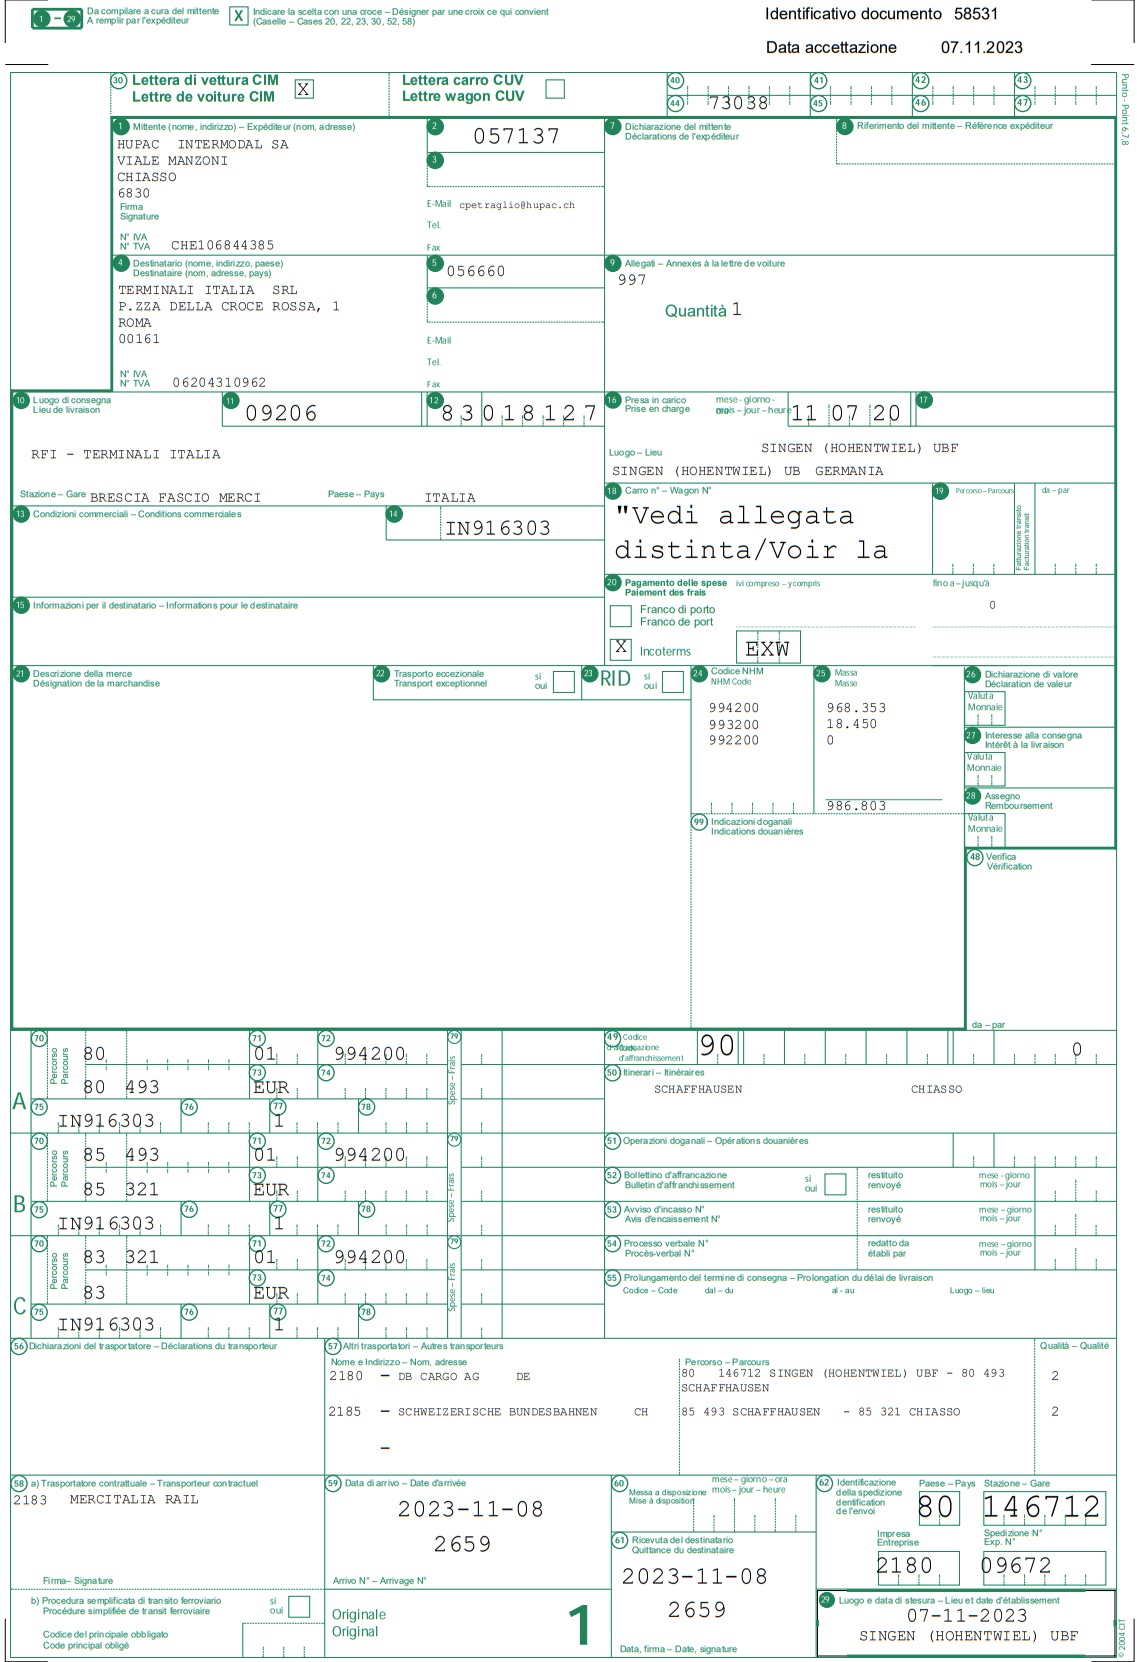 1 - 29 Da compilare a cura del mittente
A remplir par l'expéditeur
X Indicare la scelta con una croce – Désigner par une croix ce qui convient
(Caselle – Cases 20, 22, 23, 30, 52, 58)
Identificativo documento 58531
Data accettazione 07.11.2023
30 Lettera di vettura CIM
Lettre de voiture CIM X
Lettera carro CUV
Lettre wagon CUV
40 41 42 43
44 73038 45 46 47
Punto - Point 6,7,8
1 Mittente (nome, indirizzo) – Expéditeur (nom, adresse)
HUPAC INTERMODAL SA
VIALE MANZONI
CHIASSO
6830
Firma
Signature
N° IVA
N° TVA CHE106844385
2 057137
3
E-Mail cpetraglio@hupac.ch
Tel.
Fax
7 Dichiarazione del mittente
Déclarations de l'expéditeur
8 Riferimento del mittente – Référence expéditeur
4 Destinatario (nome, indirizzo, paese)
Destinataire (nom, adresse, pays)
TERMINALI ITALIA SRL
P.ZZA DELLA CROCE ROSSA, 1
ROMA
00161
N° IVA
N° TVA 06204310962
5 056660
6
E-Mail
Tel.
Fax
9 Allegati – Annexes à la lettre de voiture
997
Quantità 1
10 Luogo di consegna
Lieu de livraison
11 09206
12 83018127
RFI - TERMINALI ITALIA
Stazione – Gare BRESCIA FASCIO MERCI Paese – Pays ITALIA
16 Presa in carico
Prise en charge
mese - giorno -
mois – jour – heure 11 07 20
17
Luogo – Lieu SINGEN (HOHENTWIEL) UBF
SINGEN (HOHENTWIEL) UB GERMANIA
13 Condizioni commerciali – Conditions commerciales
14 IN916303
15 Informazioni per il destinatario – Informations pour le destinataire
18 Carro n° – Wagon N°
"Vedi allegata
distinta/Voir la
19 Percorso – Parcours
Fatturazione transito
Facturation transit
da – par
20 Pagamento delle spese
Paiement des frais
ivi compreso – y compris
fino a – jusqu'à
0
Franco di porto
Franco de port
X Incoterms EXW
21 Descrizione della merce
Désignation de la marchandise
22 Trasporto eccezionale
Transport exceptionnel
si
oui
23 RID
si
oui
24 Codice NHM
NHM Code
25 Massa
Masse
994200 968.353
993200 18.450
992200 0
986.803
26 Dichiarazione di valore
Déclaration de valeur
Valuta
Monnaie
27 Interesse alla consegna
Intérêt à la livraison
Valuta
Monnaie
28 Assegno
Remboursement
Valuta
Monnaie
99 Indicazioni doganali
Indications douanières
48 Verifica
Vérification
da – par
A
70 Percorso
Parcours
80
80 493
71 01
72 994200
73 EUR
74
75 IN916303
76
77 1
78
79 Spese – Frais
B
70 Percorso
Parcours
85 493
85 321
71 01
72 994200
73 EUR
74
75 IN916303
76
77 1
78
79 Spese – Frais
C
70 Percorso
Parcours
83 321
83
71 01
72 994200
73 EUR
74
75 IN916303
76
77 1
78
79 Spese – Frais
49 Codice
d'affranchissement
90 0
50 Itinerari – Itinéraires
SCHAFFHAUSEN CHIASSO
51 Operazioni doganali – Opérations douanières
52 Bollettino d'affrancazione
Bulletin d'affranchissement
si
oui
restituito
renvoyé
mese - giorno
mois – jour
53 Avviso d'incasso N°
Avis d'encaissement N°
restituito
renvoyé
mese - giorno
mois – jour
54 Processo verbale N°
Procès-verbal N°
redatto da
établi par
mese – giorno
mois – jour
55 Prolungamento del termine di consegna – Prolongation du délai de livraison
Codice – Code dal – du al - au Luogo – lieu
56 Dichiarazioni del trasportatore – Déclarations du transporteur
57 Altri trasportatori – Autres transporteurs
Nome e Indirizzo – Nom, adresse
Percorso – Parcours
Qualità – Qualité
2180 – DB CARGO AG DE
80 146712 SINGEN (HOHENTWIEL) UBF - 80 493
SCHAFFHAUSEN
2
2185 – SCHWEIZERISCHE BUNDESBAHNEN CH 85 493 SCHAFFHAUSEN - 85 321 CHIASSO 2
–
58 a) Trasportatore contrattuale – Transporteur contractuel
2183 MERCITALIA RAIL
Firma– Signature
b) Procedura semplificata di transito ferroviario
Procédure simplifiée de transit ferroviaire
si
oui
Codice del principale obbligato
Code principal obligé
59 Data di arrivo – Date d'arrivée
2023-11-08
2659
Arrivo N° – Arrivage N°
Originale
Original
1
60 Messa a disposizione
Mise à disposition
mese – giorno –ora
mois – jour – heure
61 Ricevuta del destinatario
Quittance du destinataire
2023-11-08
2659
Data, firma – Date, signature
62 Identificazione
della spedizione
dentification
de l'envoi
Paese – Pays Stazione – Gare
80 146712
Impresa
Entreprise
Spedizione N°
Exp. N°
2180 09672
29 Luogo e data di stesura – Lieu et date d'établissement
07-11-2023
SINGEN (HOHENTWIEL) UBF
© 2004 CIT